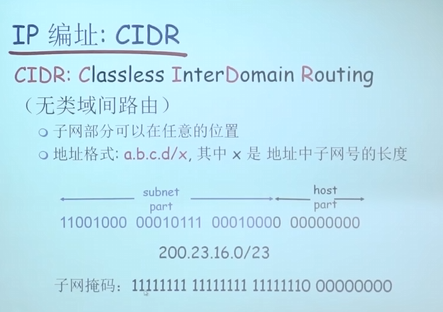 IP 编址: CIDR
CIDR: Classless InterDomain Routing
（无类域间路由）
子网部分可以在任意的位置
地址格式: a.b.c.d/x, 其中 x 是 地址中子网号的长度
subnet part
host part
11001000 00010111 00010000 00000000
200.23.16.0/23
子网掩码: 11111111 11111111 11111110 00000000